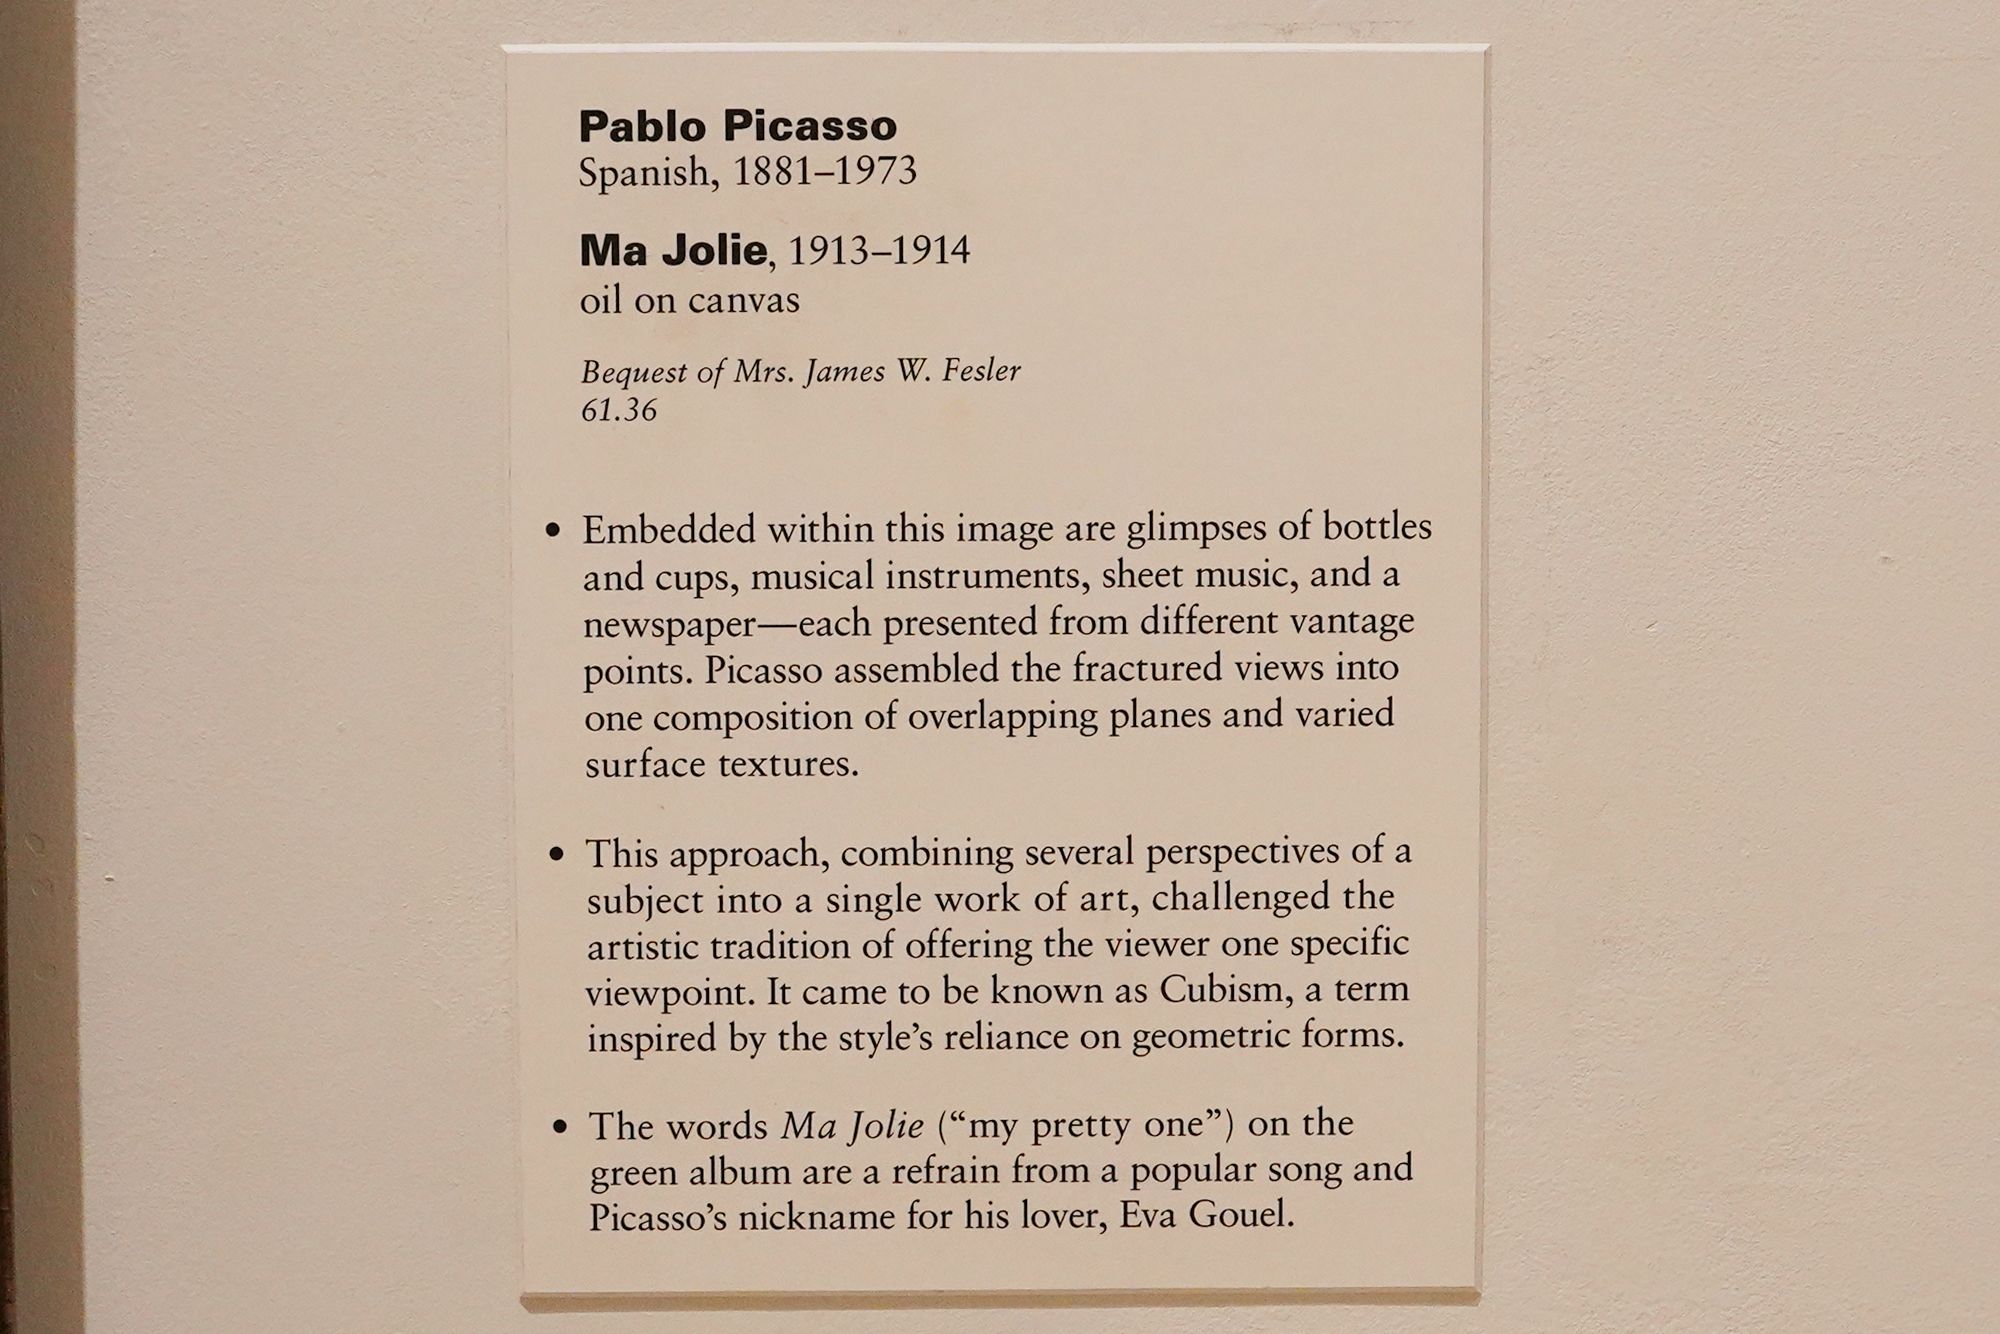 Pablo Picasso
Spanish, 1881–1973
Ma Jolie, 1913–1914
oil on canvas
Bequest of Mrs. James W. Fesler
61.36
• Embedded within this image are glimpses of bottles
and cups, musical instruments, sheet music, and a
newspaper—each presented from different vantage
points. Picasso assembled the fractured views into
one composition of overlapping planes and varied
surface textures.
• This approach, combining several perspectives of a
subject into a single work of art, challenged the
artistic tradition of offering the viewer one specific
viewpoint. It came to be known as Cubism, a term
inspired by the style’s reliance on geometric forms.
• The words Ma Jolie (“my pretty one”) on the
green album are a refrain from a popular song and
Picasso’s nickname for his lover, Eva Gouel.